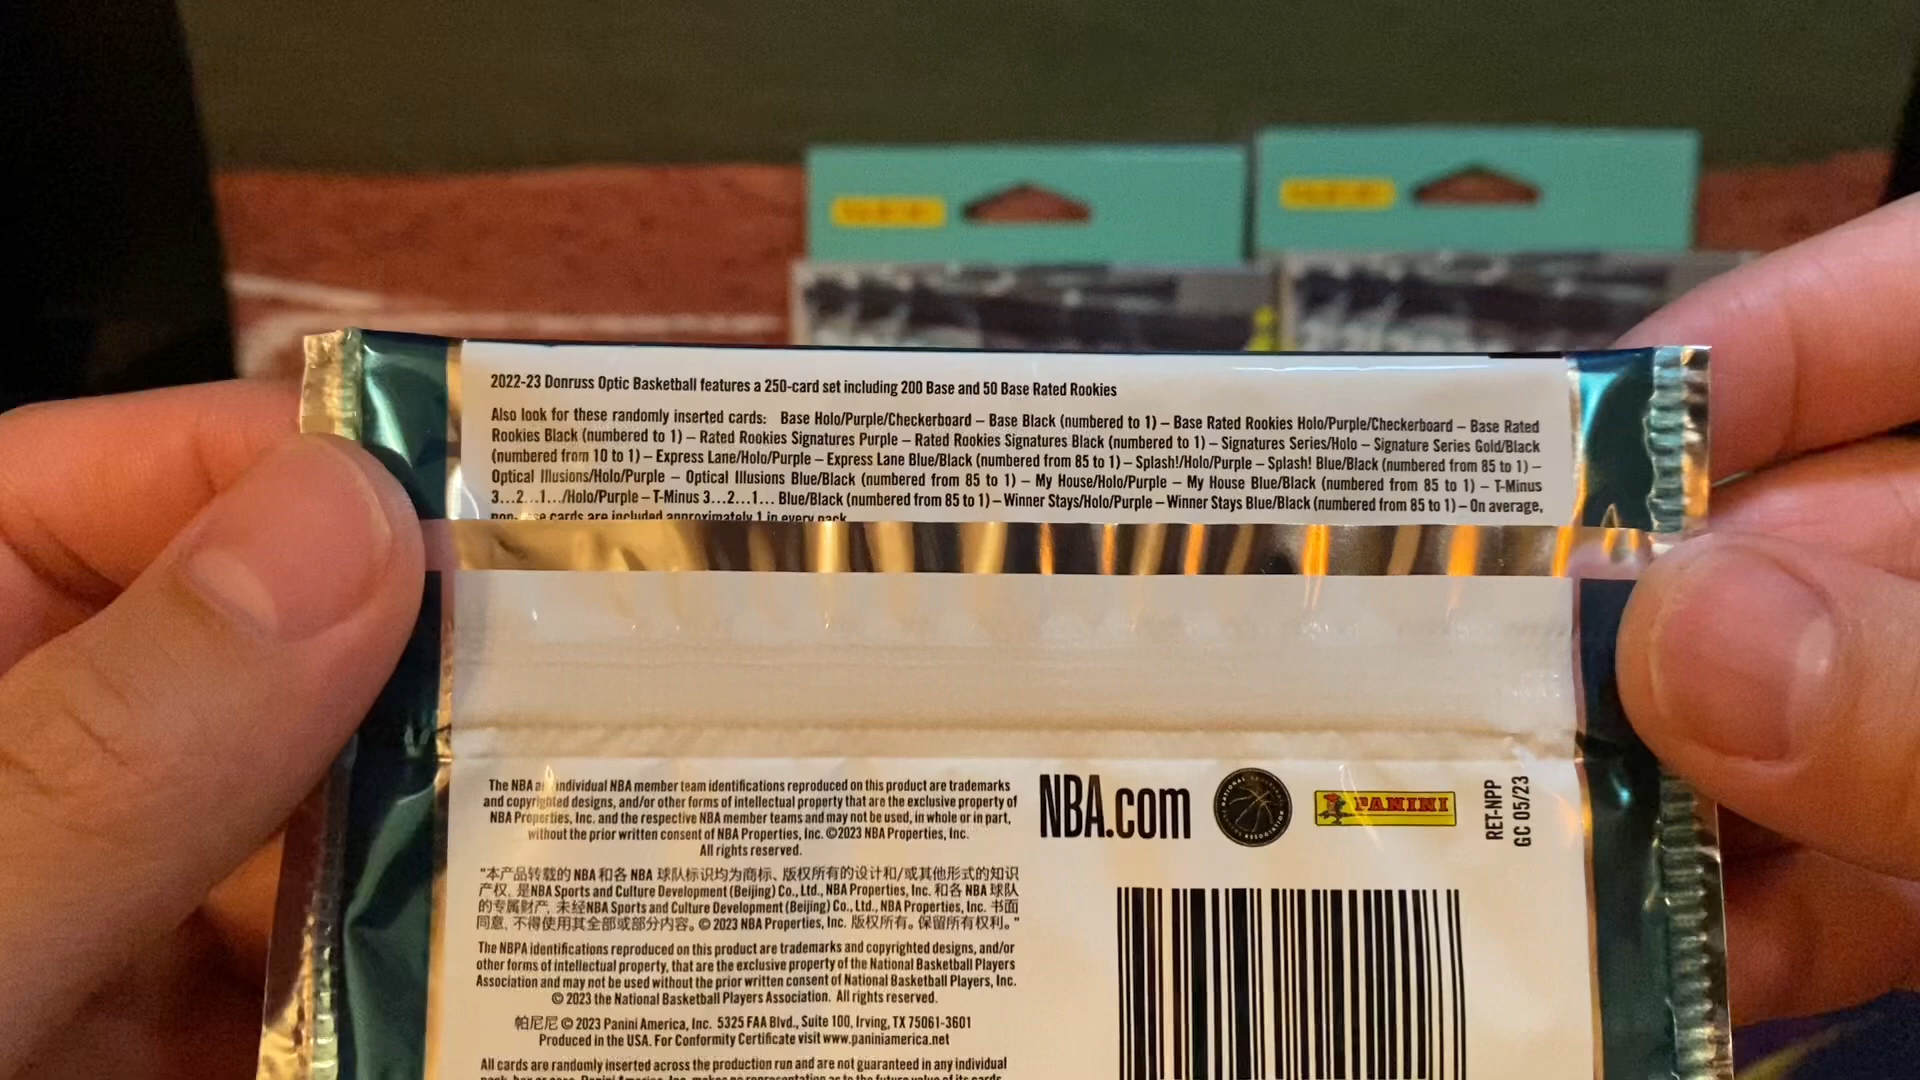 PANINI
PANINI
2022-23 Donruss Optic Basketball features a 250-card set including 200 Base and 50 Base Rated Rookies
Also look for these randomly inserted cards: Base Holo/Purple/Checkerboard – Base Black (numbered to 1) – Base Rated Rookies Holo/Purple/Checkerboard – Base Rated
Rookies Black (numbered to 1) – Rated Rookies Signatures Purple – Rated Rookies Signatures Black (numbered to 1) – Signatures Series/Holo – Signature Series Gold/Black
(numbered from 10 to 1) – Express Lane/Holo/Purple – Express Lane Blue/Black (numbered from 85 to 1) – Splash!/Holo/Purple – Splash! Blue/Black (numbered from 85 to 1) –
Optical Illusions/Holo/Purple – Optical Illusions Blue/Black (numbered from 85 to 1) – My House/Holo/Purple – My House Blue/Black (numbered from 85 to 1) – T-Minus
3...2...1.../Holo/Purple – T-Minus 3...2...1... Blue/Black (numbered from 85 to 1) – Winner Stays/Holo/Purple – Winner Stays Blue/Black (numbered from 85 to 1) – On average,
cards are included approximately 1 in every pack
The NBA individual NBA member team identifications reproduced on this product are trademarks
and copyrighted designs, and/or other forms of intellectual property that are the exclusive property of
NBA Properties, Inc. and the respective NBA member teams and may not be used, in whole or in part,
without the prior written consent of NBA Properties, Inc. ©2023 NBA Properties, Inc.
All rights reserved.
"本产品转载的 NBA 和各 NBA 球队标识均为商标、版权所有的设计和/或其他形式的知识
产权, 是NBA Sports and Culture Development (Beijing) Co., Ltd., NBA Properties, Inc. 和各 NBA 球队
的专属财产, 未经NBA Sports and Culture Development (Beijing) Co., Ltd., NBA Properties, Inc. 书面
同意, 不得使用其全部或部分内容。© 2023 NBA Properties, Inc. 版权所有。保留所有权利。"
The NBPA identifications reproduced on this product are trademarks and copyrighted designs, and/or
other forms of intellectual property, that are the exclusive property of the National Basketball Players
Association and may not be used without the prior written consent of National Basketball Players, Inc.
© 2023 the National Basketball Players Association. All rights reserved.
帕尼尼 © 2023 Panini America, Inc. 5325 FAA Blvd., Suite 100, Irving, TX 75061-3601
Produced in the USA. For Conformity Certificate visit www.paniniamerica.net
All cards are randomly inserted across the production run and are not guaranteed in any individual
NBA.com
PANINI
RET-NPP
GC 05/23